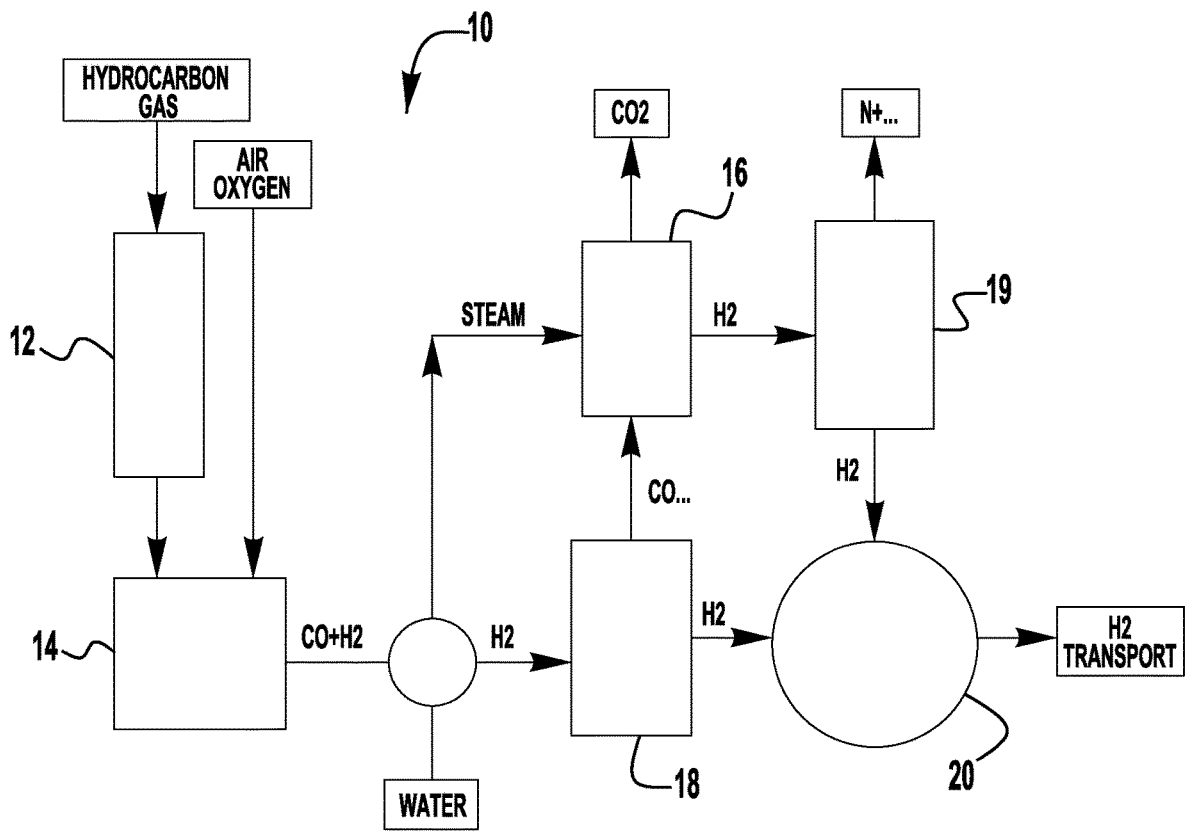 10
HYDROCARBON
GAS
AIR
OXYGEN
CO2
N+...
16
19
12
STEAM
H2
H2
CO...
14
CO+H2
H2
H2
H2
TRANSPORT
WATER
18
20